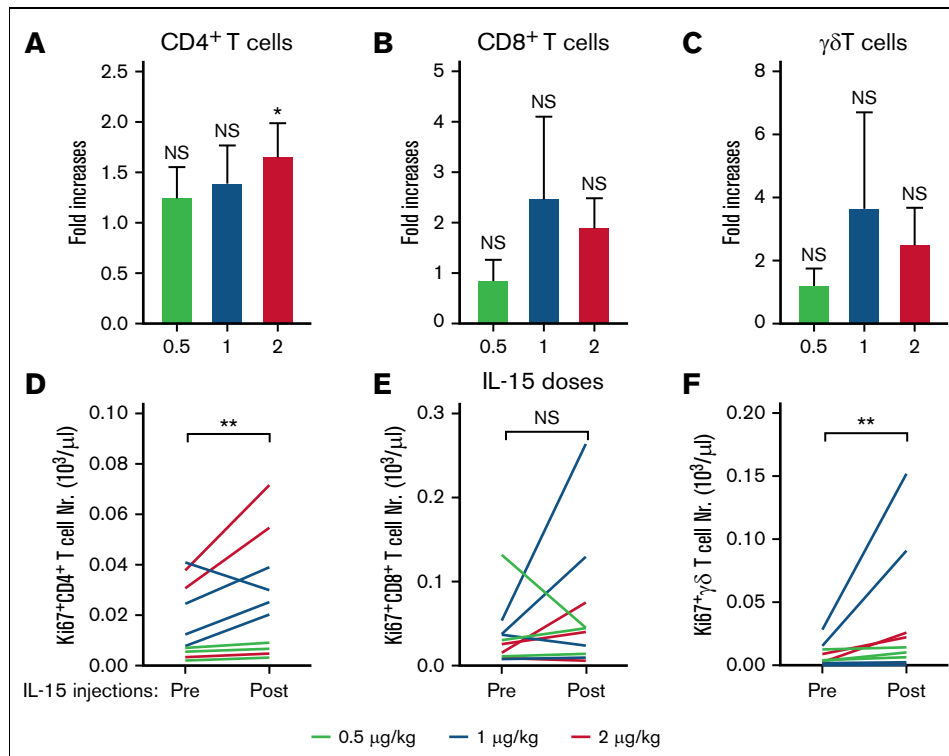 A
CD4+ T cells
Fold increases
2.5
2.0
1.5
1.0
0.5
0.0
NS
NS
*
0.5 1 2
B
CD8+ T cells
Fold increases
5
4
3
2
1
0
NS
NS
NS
0.5 1 2
C
γδT cells
Fold increases
8
6
4
2
0
NS
NS
NS
0.5 1 2
IL-15 doses
D
Ki67+CD4+ T cell Nr. (10³/μl)
0.10
0.08
0.06
0.04
0.02
0.00
**
IL-15 injections: Pre Post
E
Ki67+CD8+ T cell Nr. (10³/μl)
0.3
0.2
0.1
0.0
NS
Pre Post
F
Ki67+γδ T cell Nr. (10³/μl)
0.20
0.15
0.10
0.05
0.00
**
Pre Post
0.5 μg/kg 1 μg/kg 2 μg/kg